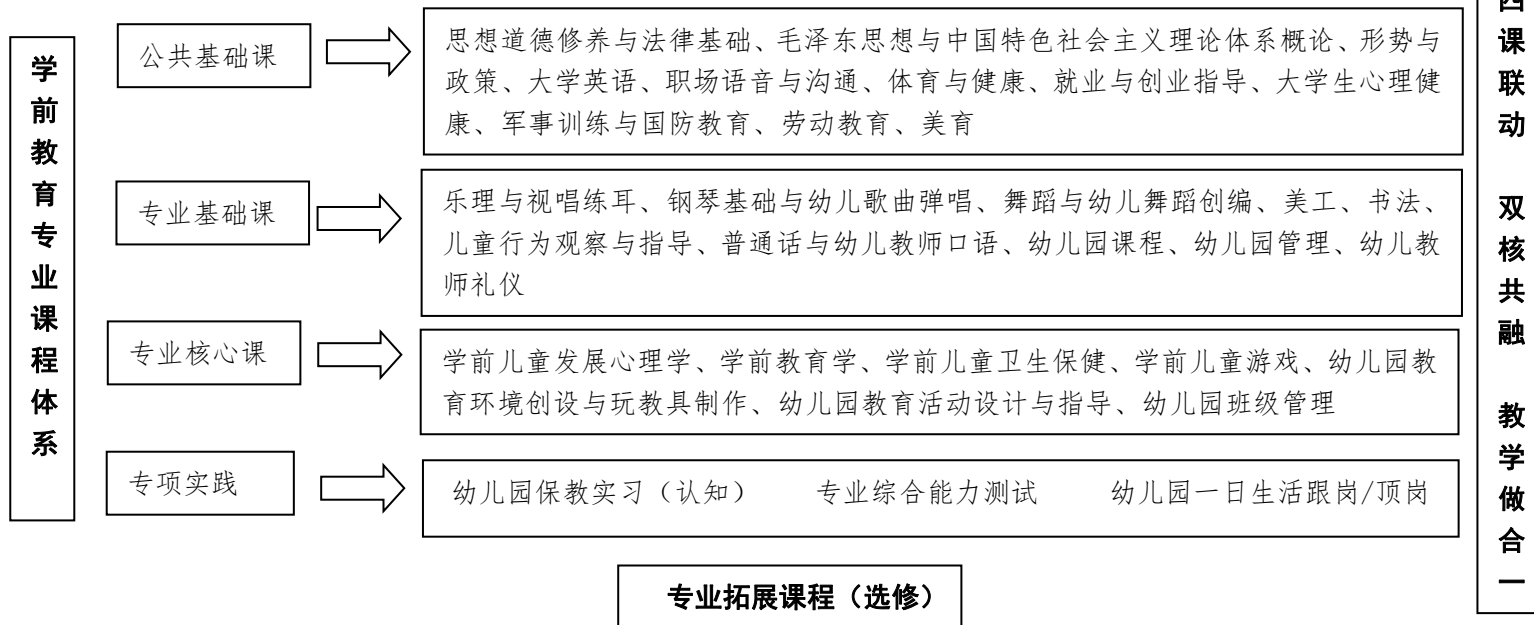 学前教育专业课程体系
公共基础课
思想道德修养与法律基础、毛泽东思想与中国特色社会主义理论体系概论、形势与
政策、大学英语、职场语音与沟通、体育与健康、就业与创业指导、大学生心理健
康、军事训练与国防教育、劳动教育、美育
专业基础课
乐理与视唱练耳、钢琴基础与幼儿歌曲弹唱、舞蹈与幼儿舞蹈创编、美工、书法、
儿童行为观察与指导、普通话与幼儿教师口语、幼儿园课程、幼儿园管理、幼儿教
师礼仪
专业核心课
学前儿童发展心理学、学前教育学、学前儿童卫生保健、学前儿童游戏、幼儿园教
育环境创设与玩教具制作、幼儿园教育活动设计与指导、幼儿园班级管理
专项实践
幼儿园保教实习（认知） 专业综合能力测试 幼儿园一日生活跟岗/顶岗
专业拓展课程（选修）
四课联动 双核共融 教学做合一